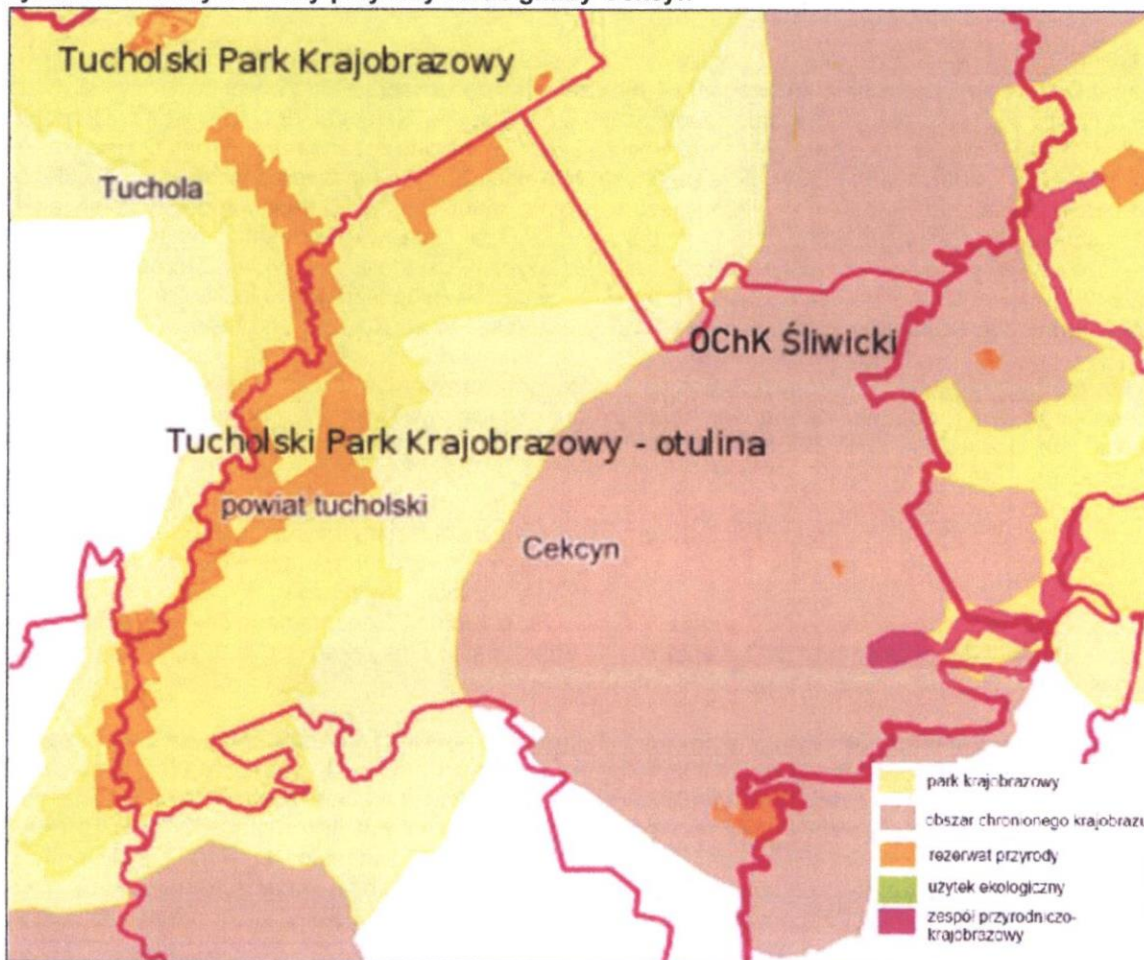 Tucholski Park Krajobrazowy
Tuchola
OChK Śliwicki
Tucholski Park Krajobrazowy - otulina
powiat tucholski
Cekcyn
park krajobrazowy
obszar chronionego krajobrazu
rezerwat przyrody
użytek ekologiczny
zespół przyrodniczo-
krajobrazowy